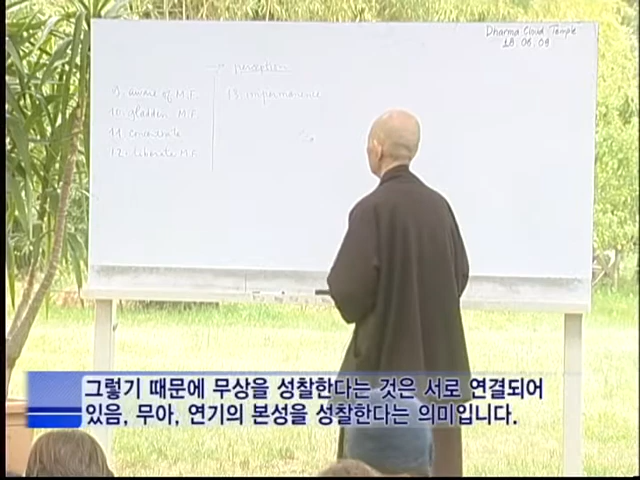 Dharma Cloud Temple
18.06.09
perception
9. aware of M.F.
13. impermanence
10. gladden M.F.
11. concentrate
12. liberate M.F.
그렇기 때문에 무상을 성찰한다는 것은 서로 연결되어
있음, 무아, 연기의 본성을 성찰한다는 의미입니다.